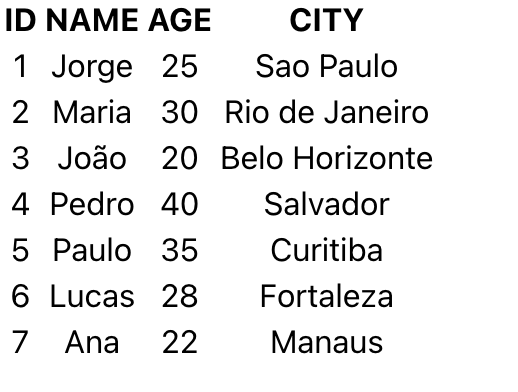 ID NAME AGE CITY
1 Jorge 25 Sao Paulo
2 Maria 30 Rio de Janeiro
3 João 20 Belo Horizonte
4 Pedro 40 Salvador
5 Paulo 35 Curitiba
6 Lucas 28 Fortaleza
7 Ana 22 Manaus